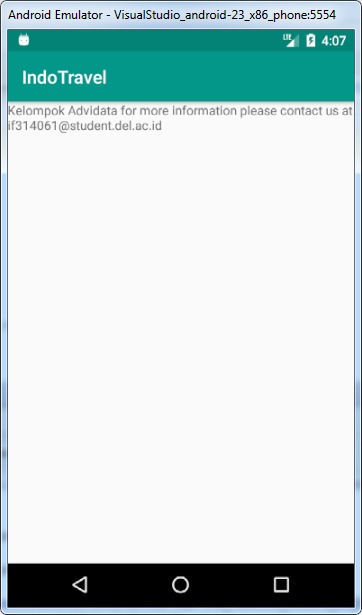 Android Emulator - VisualStudio_android-23_x86_phone:5554
LTE 4:07
IndoTravel
Kelompok Advidata for more information please contact us at
if314061@student.del.ac.id